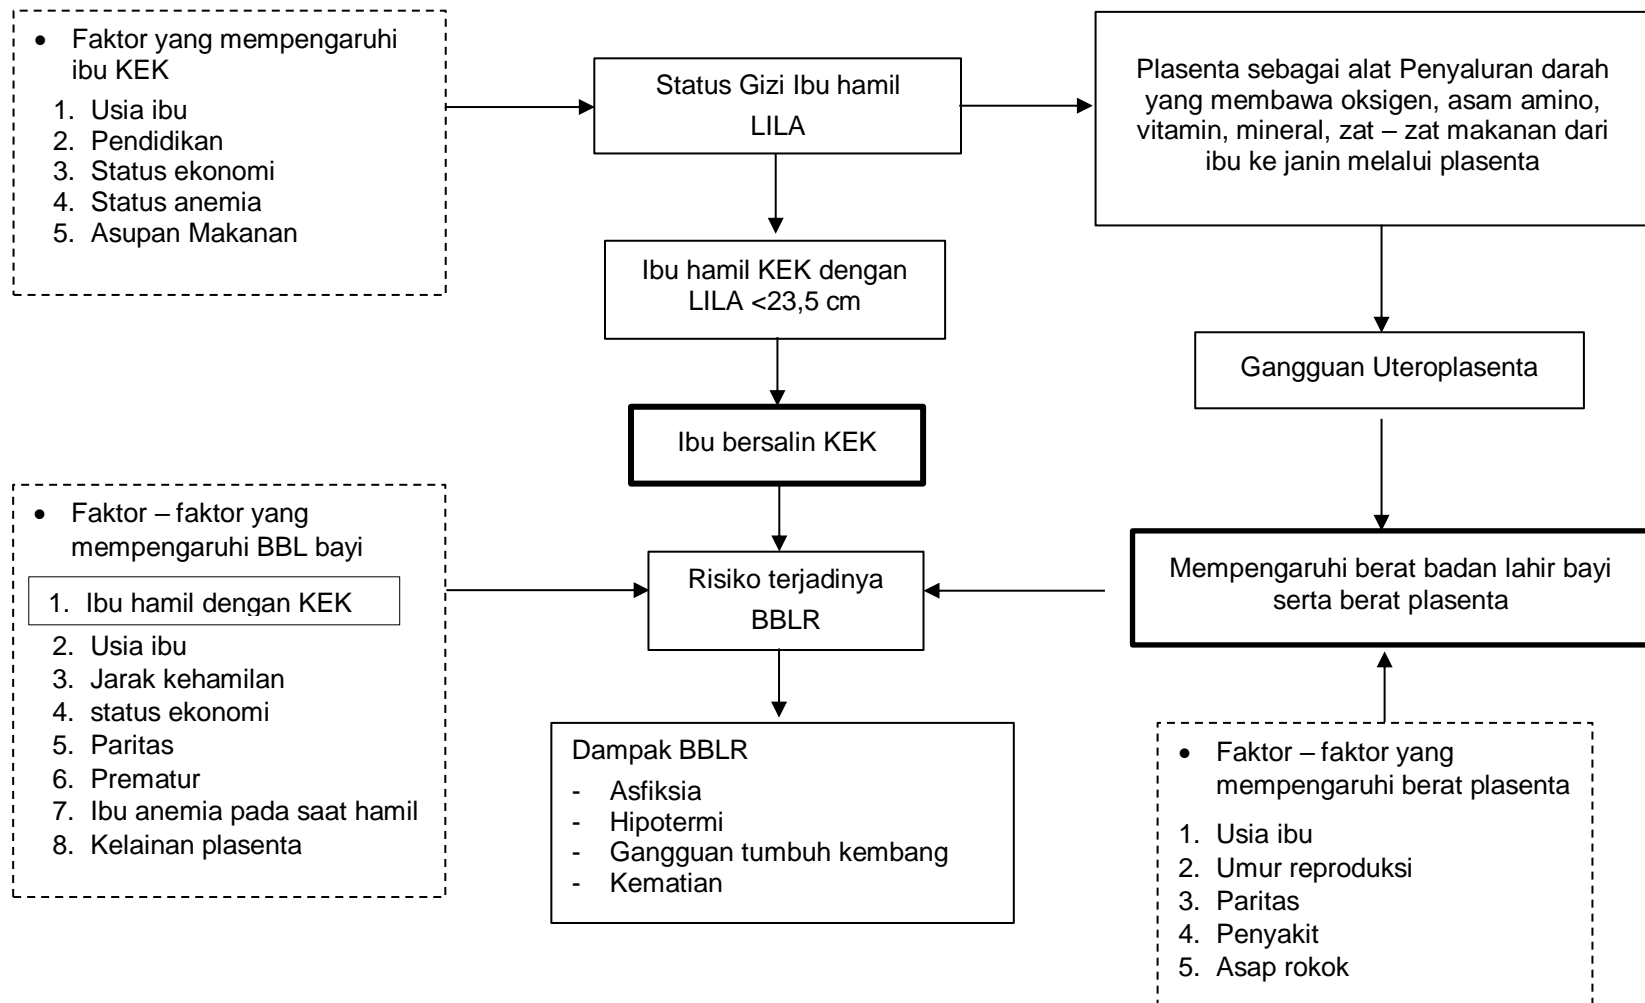 • Faktor yang mempengaruhi
ibu KEK
1. Usia ibu
2. Pendidikan
3. Status ekonomi
4. Status anemia
5. Asupan Makanan
Status Gizi Ibu hamil
LILA
Plasenta sebagai alat Penyaluran darah
yang membawa oksigen, asam amino,
vitamin, mineral, zat – zat makanan dari
ibu ke janin melalui plasenta
Ibu hamil KEK dengan
LILA <23,5 cm
Gangguan Uteroplasenta
Ibu bersalin KEK
• Faktor – faktor yang
mempengaruhi BBL bayi
1. Ibu hamil dengan KEK
2. Usia ibu
3. Jarak kehamilan
4. status ekonomi
5. Paritas
6. Prematur
7. Ibu anemia pada saat hamil
8. Kelainan plasenta
Risiko terjadinya
BBLR
Mempengaruhi berat badan lahir bayi
serta berat plasenta
Dampak BBLR
- Asfiksia
- Hipotermi
- Gangguan tumbuh kembang
- Kematian
• Faktor – faktor yang
mempengaruhi berat plasenta
1. Usia ibu
2. Umur reproduksi
3. Paritas
4. Penyakit
5. Asap rokok